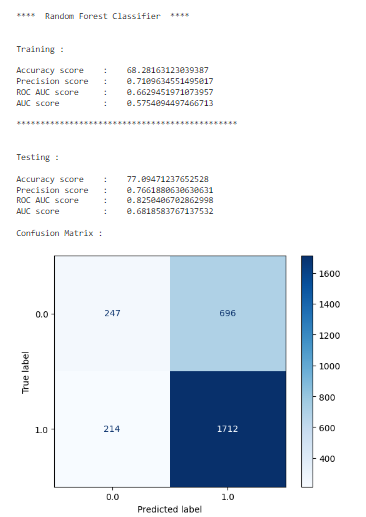 **** Random Forest Classifier ****
Training :
Accuracy score : 68.28163123039387
Precision score : 0.7109634551495017
ROC AUC score : 0.6629451971073957
AUC score : 0.5754094497466713
**********************************************
Testing :
Accuracy score : 77.09471237652528
Precision score : 0.7661880630630631
ROC AUC score : 0.8250406702862998
AUC score : 0.6818583767137532
Confusion Matrix :
0.0
247
696
1.0
214
1712
0.0
1.0
True label
Predicted label
1600
1400
1200
1000
800
600
400